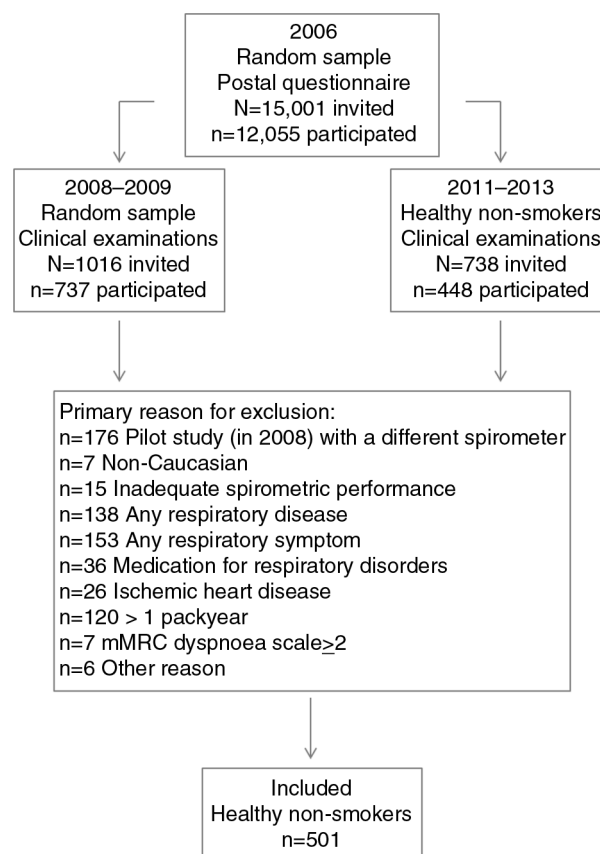 2006
Random sample
Postal questionnaire
N=15,001 invited
n=12,055 participated
2008–2009
Random sample
Clinical examinations
N=1016 invited
n=737 participated
2011–2013
Healthy non-smokers
Clinical examinations
N=738 invited
n=448 participated
Primary reason for exclusion:
n=176 Pilot study (in 2008) with a different spirometer
n=7 Non-Caucasian
n=15 Inadequate spirometric performance
n=138 Any respiratory disease
n=153 Any respiratory symptom
n=36 Medication for respiratory disorders
n=26 Ischemic heart disease
n=120 > 1 packyear
n=7 mMRC dyspnoea scale≥2
n=6 Other reason
Included
Healthy non-smokers
n=501